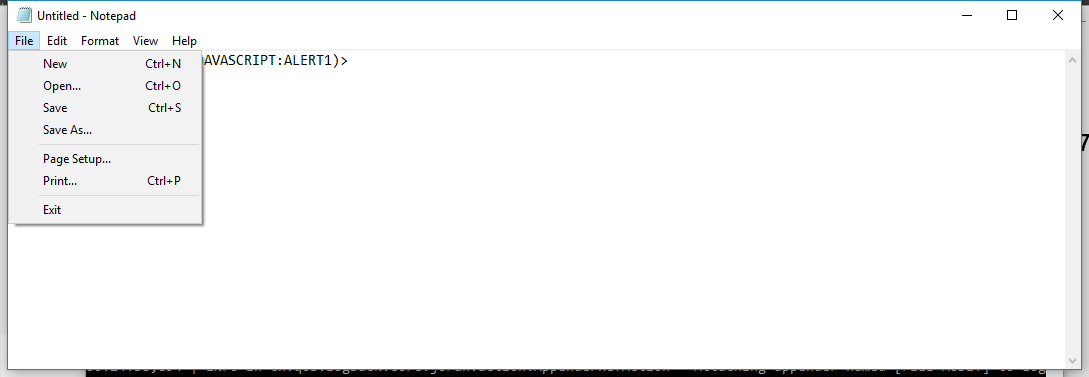 Untitled - Notepad
File Edit Format View Help
AVASCRIPT:ALERT1)>
New Ctrl+N
Open... Ctrl+O
Save Ctrl+S
Save As...
Page Setup...
Print... Ctrl+P
Exit
7